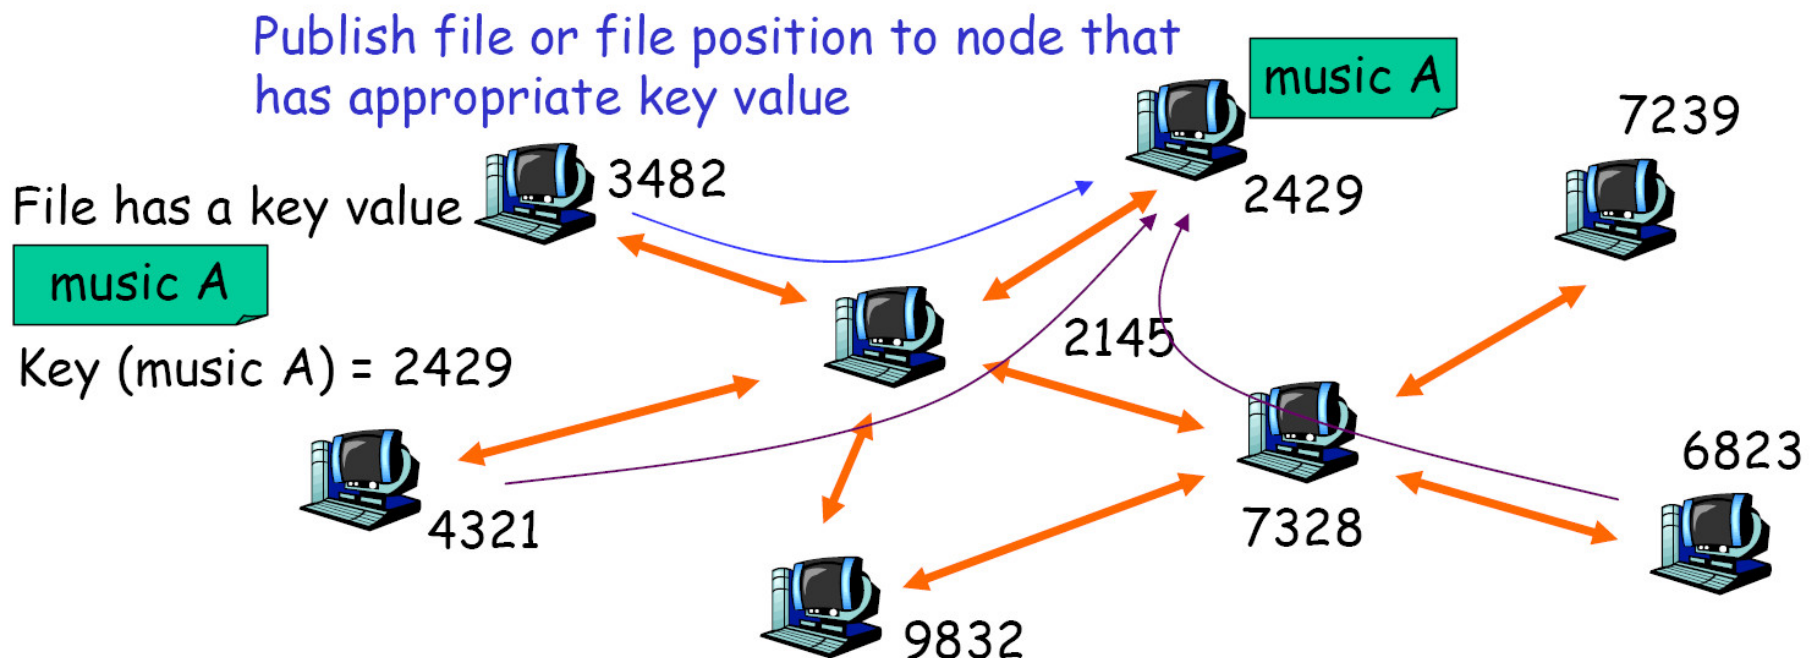 Publish file or file position to node that
has appropriate key value
music A
7239
3482
2429
File has a key value
music A
2145
Key (music A) = 2429
6823
4321
7328
9832